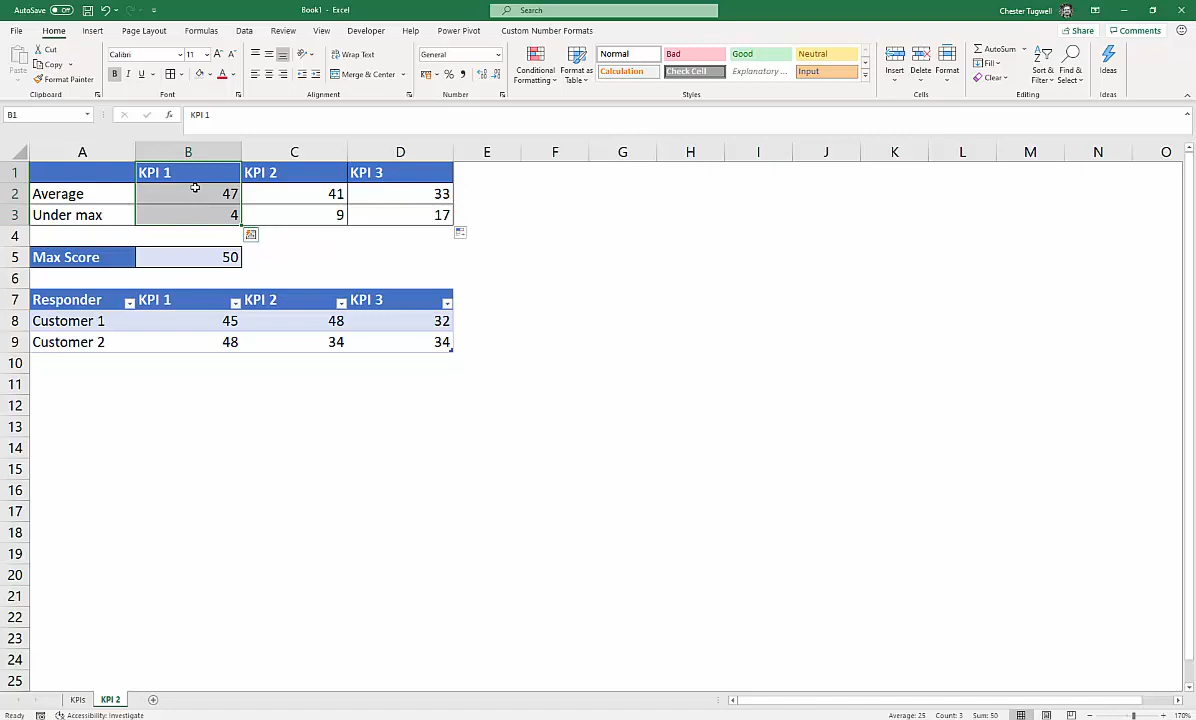 AutoSave Off
Book1 - Excel
Search
Chester Tugwell
File Home Insert Page Layout Formulas Data Review View Developer Help Power Pivot Custom Number Formats
Share Comments
Paste
Cut
Copy
Format Painter
Clipboard
Calibri 11
B I U
Font
Wrap Text
Merge & Center
Alignment
General
Number
Conditional Formatting
Format as Table
Normal Bad Good Neutral
Calculation Check Cell Explanatory ... Input
Styles
Insert Delete Format
Cells
AutoSum
Fill
Clear
Sort & Filter
Find & Select
Editing
Ideas
Ideas
B1
fx
KPI 1
A B C D E F G H I J K L M N O
1 KPI 1 KPI 2 KPI 3
2 Average 47 41 33
3 Under max 4 9 17
4
5 Max Score 50
6
7 Responder KPI 1 KPI 2 KPI 3
8 Customer 1 45 48 32
9 Customer 2 48 34 34
10
11
12
13
14
15
16
17
18
19
20
21
22
23
24
25
KPIs KPI 2
Ready Accessibility: Investigate Average: 25 Count: 3 Sum: 50 170%